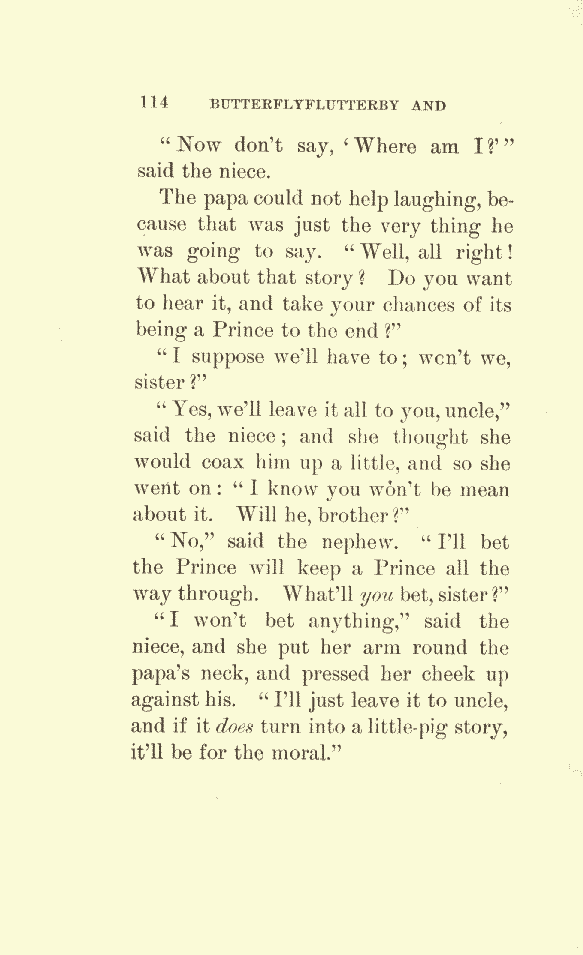 114 BUTTERFLYFLUTTERBY AND
“Now don’t say, ‘Where am I?’”
said the niece.
The papa could not help laughing, be-
cause that was just the very thing he
was going to say. “Well, all right!
What about that story? Do you want
to hear it, and take your chances of its
being a Prince to the end?”
“I suppose we’ll have to; won’t we,
sister?”
“Yes, we’ll leave it all to you, uncle,”
said the niece; and she thought she
would coax him up a little, and so she
went on: “I know you won’t be mean
about it. Will he, brother?”
“No,” said the nephew. “I’ll bet
the Prince will keep a Prince all the
way through. What’ll you bet, sister?”
“I won’t bet anything,” said the
niece, and she put her arm round the
papa’s neck, and pressed her cheek up
against his. “I’ll just leave it to uncle,
and if it does turn into a little-pig story,
it’ll be for the moral.”